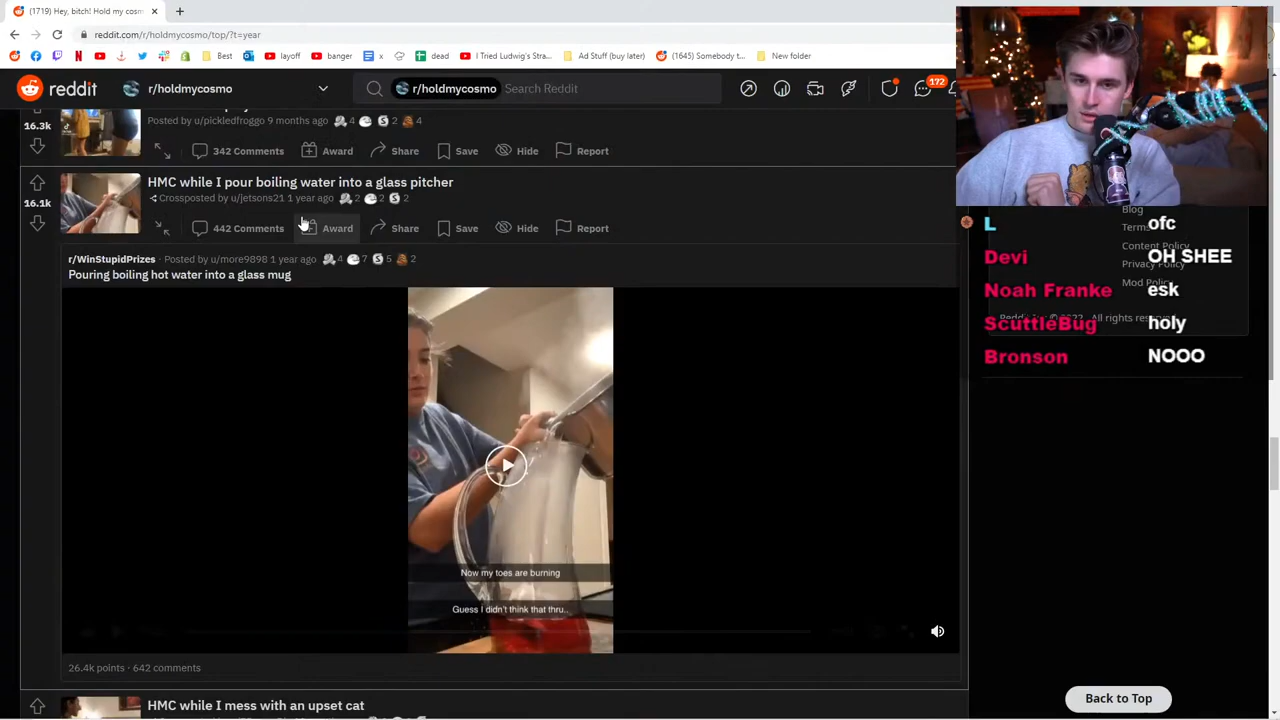 (1719) Hey, bitch! Hold my cosm
reddit.com/r/holdmycosmo/top/?t=year
Best
layoff
banger
x
dead
I Tried Ludwig's Stra...
Ad Stuff (buy later)
(1645) Somebody t...
New folder
reddit
r/holdmycosmo
r/holdmycosmo
Search Reddit
172
16.3k
Posted by u/pickledfroggo 9 months ago 4 2 4
342 Comments Award Share Save Hide Report
16.1k
HMC while I pour boiling water into a glass pitcher
Crossposted by u/jetsons21 1 year ago 2 2 2
442 Comments Award Share Save Hide Report
r/WinStupidPrizes · Posted by u/more9898 1 year ago 4 7 5 2
Pouring boiling hot water into a glass mug
Now my toes are burning
Guess I didn't think that thru..
26.4k points · 642 comments
HMC while I mess with an upset cat
Blog
Terms
Content Policy
Privacy Policy
Mod Policy
L ofc
Devi OH SHEE
Noah Franke esk
ScuttleBug holy
Bronson NOOO
Back to Top